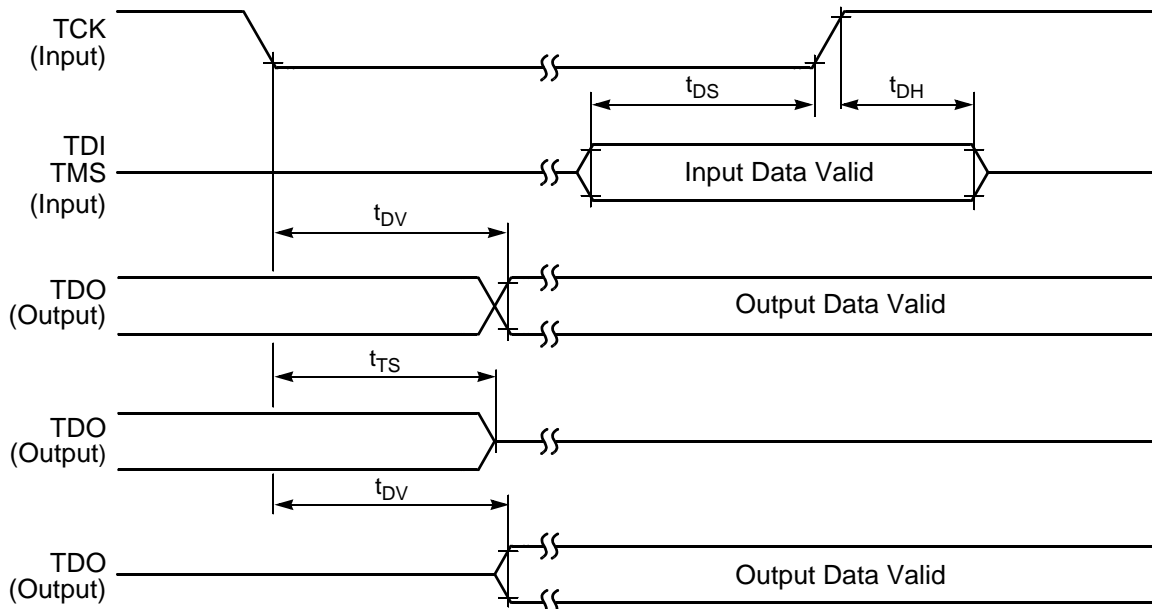 TCK
(Input)
tDS
tDH
TDI
TMS
(Input)
Input Data Valid
tDV
TDO
(Output)
Output Data Valid
tTS
TDO
(Output)
tDV
TDO
(Output)
Output Data Valid